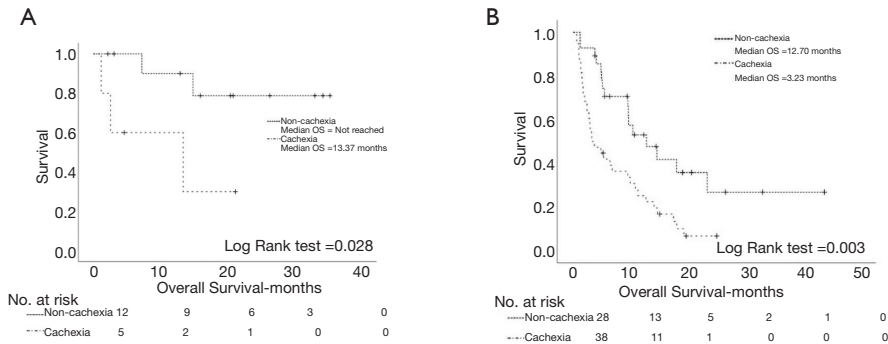 A
1.0
0.8
0.6
0.4
0.2
0.0
Survival
Non-cachexia
Median OS = Not reached
Cachexia
Median OS =13.37 months
Log Rank test =0.028
0 10 20 30 40
Overall Survival-months
No. at risk
Non-cachexia 12 9 6 3 0
Cachexia 5 2 1 0 0
B
1.0
0.8
0.6
0.4
0.2
0.0
Survival
Non-cachexia
Median OS =12.70 months
Cachexia
Median OS =3.23 months
Log Rank test =0.003
0 10 20 30 40 50
Overall Survival-months
No. at risk
Non-cachexia 28 13 5 2 1 0
Cachexia 38 11 1 0 0 0